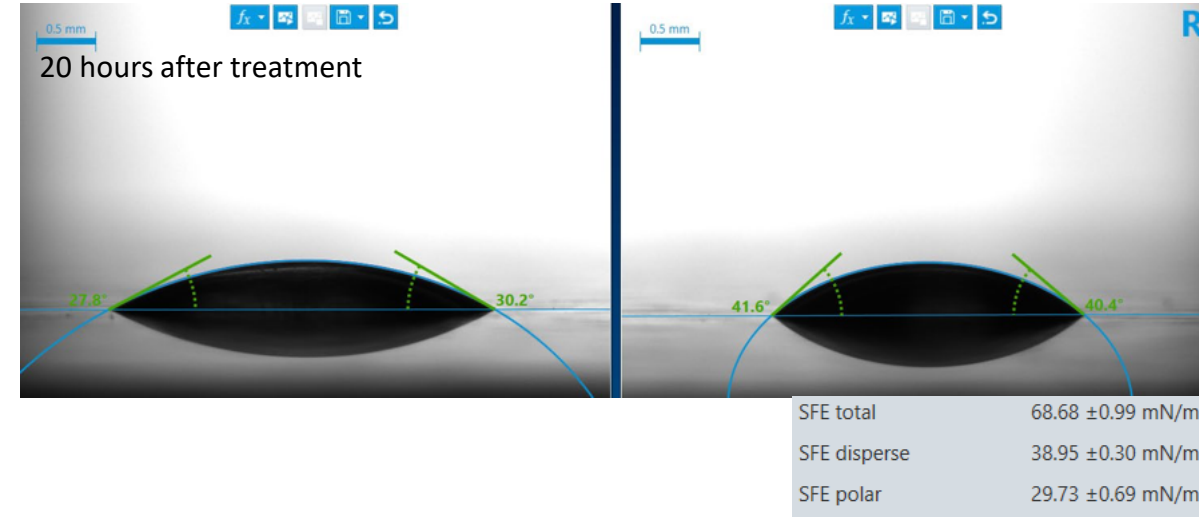 0.5 mm
20 hours after treatment
27.8°
30.2°
0.5 mm
R
41.6°
40.4°
SFE total 68.68 ±0.99 mN/m
SFE disperse 38.95 ±0.30 mN/m
SFE polar 29.73 ±0.69 mN/m